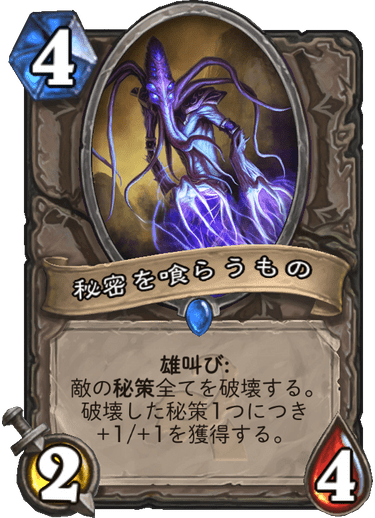 4
秘密を喰らうもの
雄叫び:
敵の秘策全てを破壊する。
破壊した秘策1つにつき
+1/+1を獲得する。
2
4